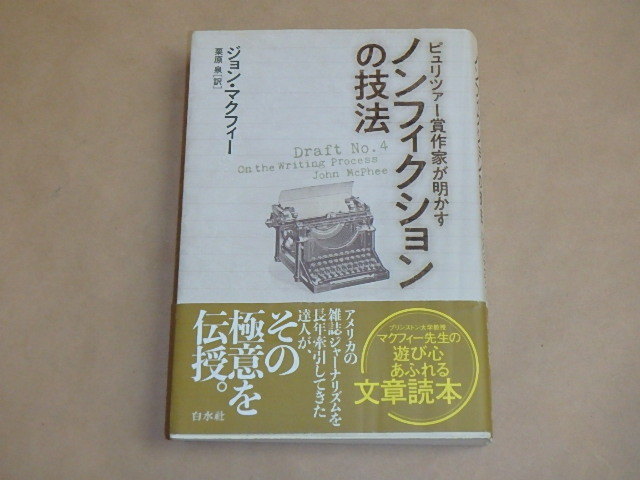 ピュリツァー賞作家が明かす
ノンフィクション
の技法
ジョン・マクフィー
栗原 泉［訳］
Draft No.4
On the Writing Process
John McPhee
プリンストン大学教授
マクフィー先生の
遊び心
あふれる
文章読本
アメリカの
雑誌ジャーナリズムを
長年牽引してきた
達人が、
その
極意を
伝授。
白水社